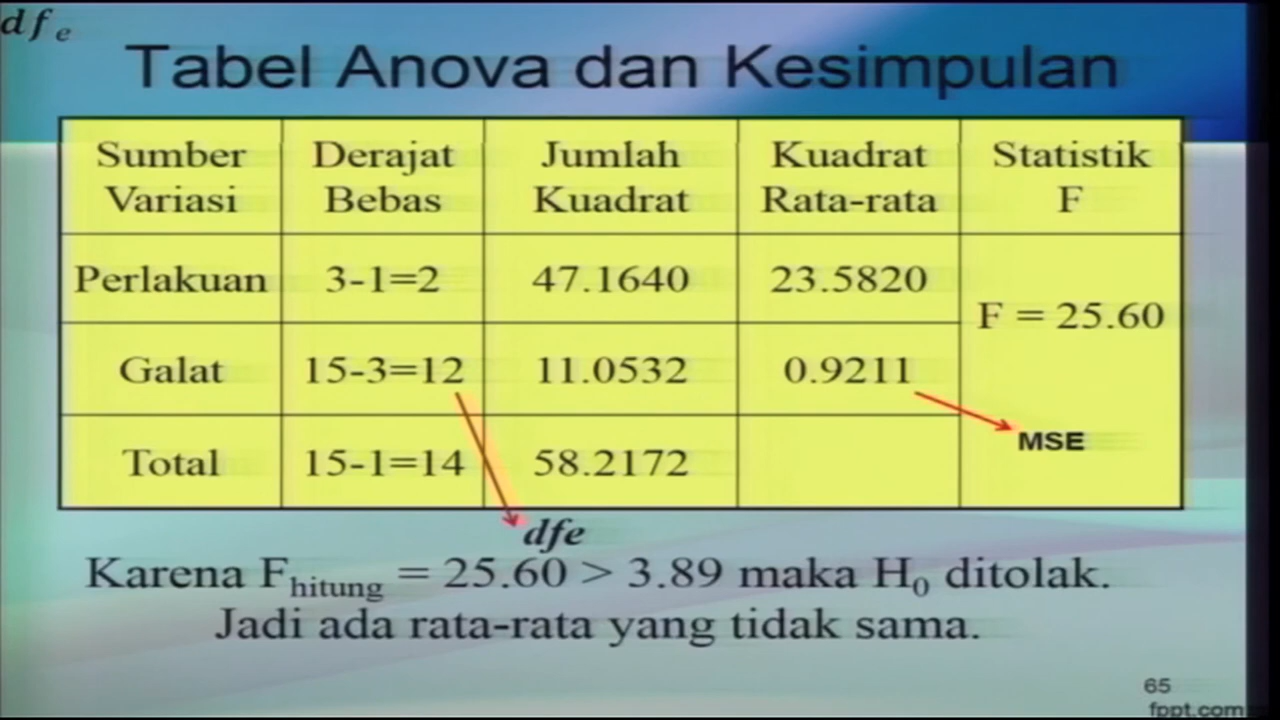 df e
Tabel Anova dan Kesimpulan
Sumber Variasi
Derajat Bebas
Jumlah Kuadrat
Kuadrat Rata-rata
Statistik F
Perlakuan 3-1=2 47.1640 23.5820
F = 25.60
Galat 15-3=12 11.0532 0.9211
MSE
Total 15-1=14 58.2172
dfe
Karena Fhitung = 25.60 > 3.89 maka H0 ditolak.
Jadi ada rata-rata yang tidak sama.
65
fppt.com